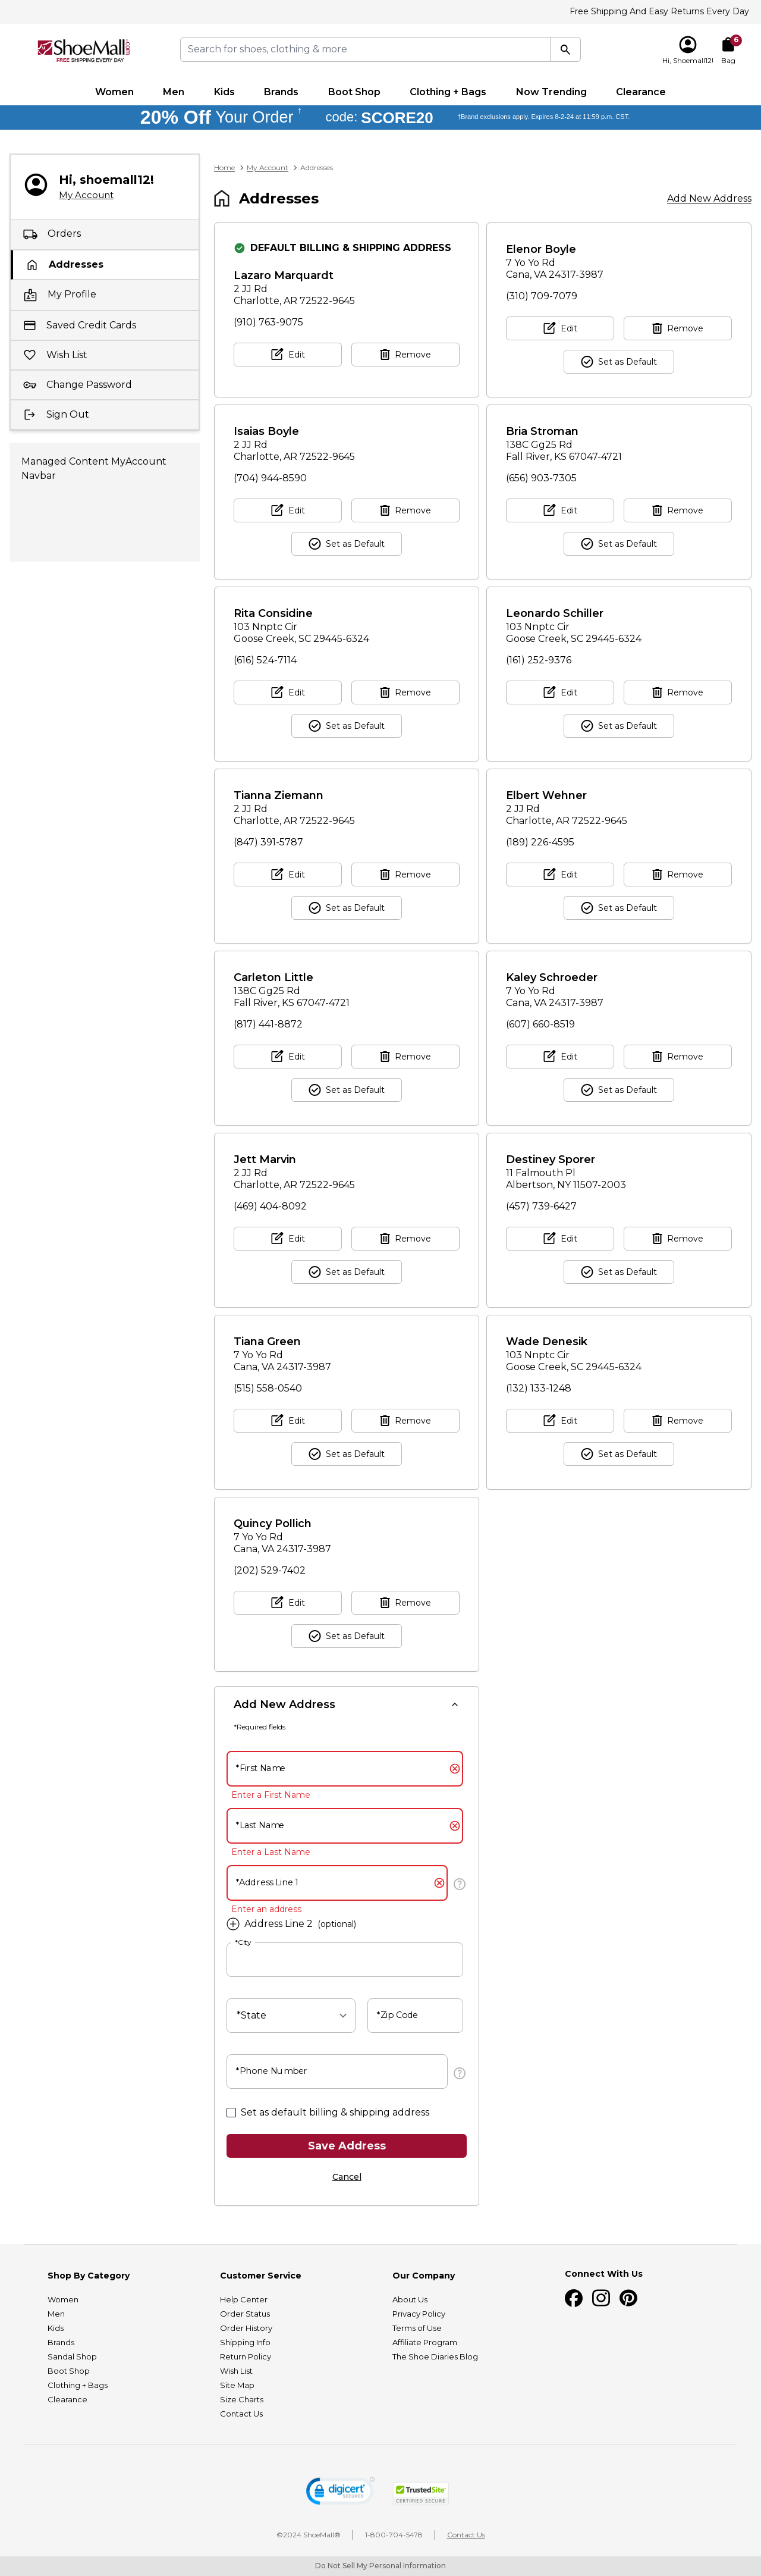 Free Shipping And Easy Returns Every Day
ShoeMall
FREE SHIPPING EVERY DAY
Search for shoes, clothing & more
Hi, Shoemall12!
6
Bag
Women Men Kids Brands Boot Shop Clothing + Bags Now Trending Clearance
20% Off Your Order † code: SCORE20 †Brand exclusions apply. Expires 8-2-24 at 11:59 p.m. CST.
Hi, shoemall12!
My Account
Orders
Addresses
My Profile
Saved Credit Cards
Wish List
Change Password
Sign Out
Managed Content MyAccount
Navbar
Home > My Account > Addresses
Addresses
Add New Address
DEFAULT BILLING & SHIPPING ADDRESS
Lazaro Marquardt
2 JJ Rd
Charlotte, AR 72522-9645
(910) 763-9075
Edit Remove
Elenor Boyle
7 Yo Yo Rd
Cana, VA 24317-3987
(310) 709-7079
Edit Remove
Set as Default
Isaias Boyle
2 JJ Rd
Charlotte, AR 72522-9645
(704) 944-8590
Edit Remove
Set as Default
Bria Stroman
138C Gg25 Rd
Fall River, KS 67047-4721
(656) 903-7305
Edit Remove
Set as Default
Rita Considine
103 Nnptc Cir
Goose Creek, SC 29445-6324
(616) 524-7114
Edit Remove
Set as Default
Leonardo Schiller
103 Nnptc Cir
Goose Creek, SC 29445-6324
(161) 252-9376
Edit Remove
Set as Default
Tianna Ziemann
2 JJ Rd
Charlotte, AR 72522-9645
(847) 391-5787
Edit Remove
Set as Default
Elbert Wehner
2 JJ Rd
Charlotte, AR 72522-9645
(189) 226-4595
Edit Remove
Set as Default
Carleton Little
138C Gg25 Rd
Fall River, KS 67047-4721
(817) 441-8872
Edit Remove
Set as Default
Kaley Schroeder
7 Yo Yo Rd
Cana, VA 24317-3987
(607) 660-8519
Edit Remove
Set as Default
Jett Marvin
2 JJ Rd
Charlotte, AR 72522-9645
(469) 404-8092
Edit Remove
Set as Default
Destiney Sporer
11 Falmouth Pl
Albertson, NY 11507-2003
(457) 739-6427
Edit Remove
Set as Default
Tiana Green
7 Yo Yo Rd
Cana, VA 24317-3987
(515) 558-0540
Edit Remove
Set as Default
Wade Denesik
103 Nnptc Cir
Goose Creek, SC 29445-6324
(132) 133-1248
Edit Remove
Set as Default
Quincy Pollich
7 Yo Yo Rd
Cana, VA 24317-3987
(202) 529-7402
Edit Remove
Set as Default
Add New Address
*Required fields
*First Name
Enter a First Name
*Last Name
Enter a Last Name
*Address Line 1
Enter an address
Address Line 2 (optional)
*City
*State *Zip Code
*Phone Number
Set as default billing & shipping address
Save Address
Cancel
Shop By Category
Women
Men
Kids
Brands
Sandal Shop
Boot Shop
Clothing + Bags
Clearance
Customer Service
Help Center
Order Status
Order History
Shipping Info
Return Policy
Wish List
Site Map
Size Charts
Contact Us
Our Company
About Us
Privacy Policy
Terms of Use
Affiliate Program
The Shoe Diaries Blog
Connect With Us
digicert
SECURED
TrustedSite
CERTIFIED SECURE
©2024 ShoeMall® | 1-800-704-5478 | Contact Us
Do Not Sell My Personal Information